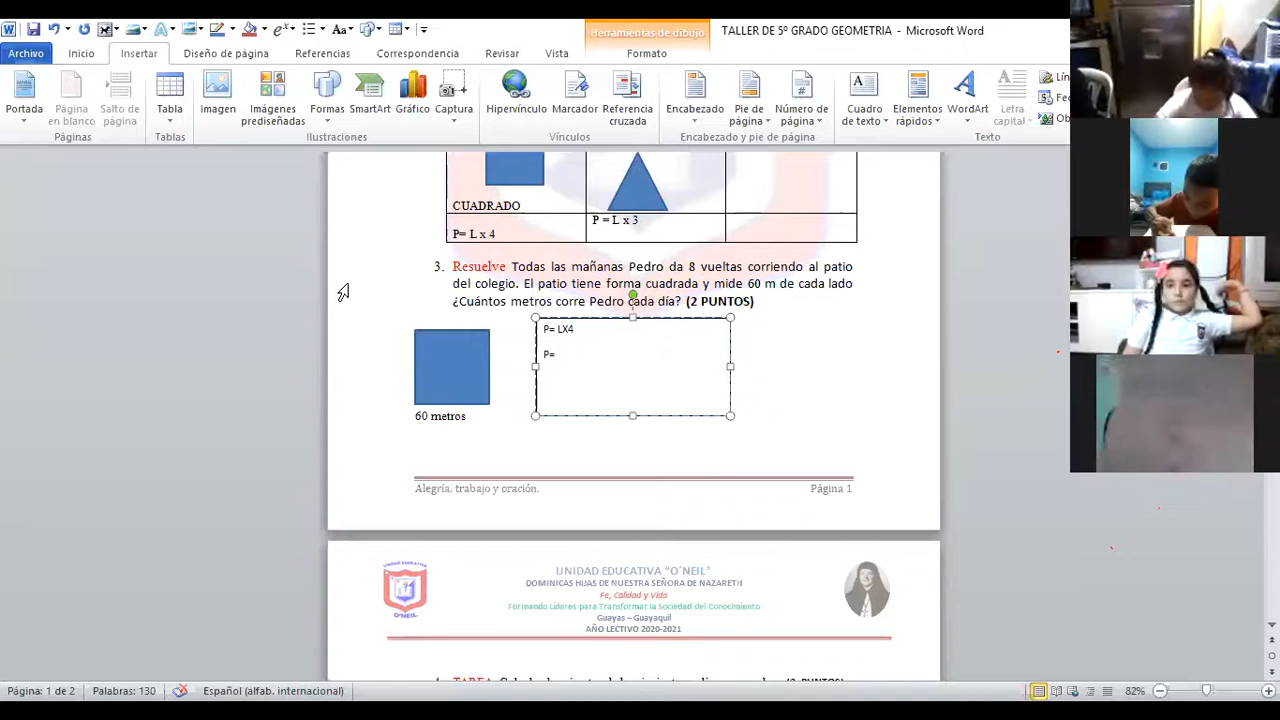 Herramientas de dibujo
TALLER DE 5º GRADO GEOMETRIA - Microsoft Word
Archivo Inicio Insertar Diseño de página Referencias Correspondencia Revisar Vista Formato
Portada
Página en blanco
Salto de página
Tabla
Imagen
Imágenes prediseñadas
Formas
SmartArt
Gráfico
Captura
Hipervínculo
Marcador
Referencia cruzada
Encabezado
Pie de página
Número de página
Cuadro de texto
Elementos rápidos
WordArt
Letra capital
Lín
Fec
Ob
Páginas Tablas Ilustraciones Vínculos Encabezado y pie de página Texto
CUADRADO
P= L x 4
P = L x 3
3. Resuelve Todas las mañanas Pedro da 8 vueltas corriendo al patio
del colegio. El patio tiene forma cuadrada y mide 60 m de cada lado
¿Cuántos metros corre Pedro cada día? (2 PUNTOS)
P= LX4
P=
60 metros
Alegría, trabajo y oración. Página 1
UNIDAD EDUCATIVA
O´NEIL
UNIDAD EDUCATIVA “O´NEIL”
DOMINICAS HIJAS DE NUESTRA SEÑORA DE NAZARETH
Fe, Calidad y Vida
Formando Líderes para Transformar la Sociedad del Conocimiento
Guayas – Guayaquil
AÑO LECTIVO 2020-2021
Página: 1 de 2 Palabras: 130 Español (alfab. internacional) 82%